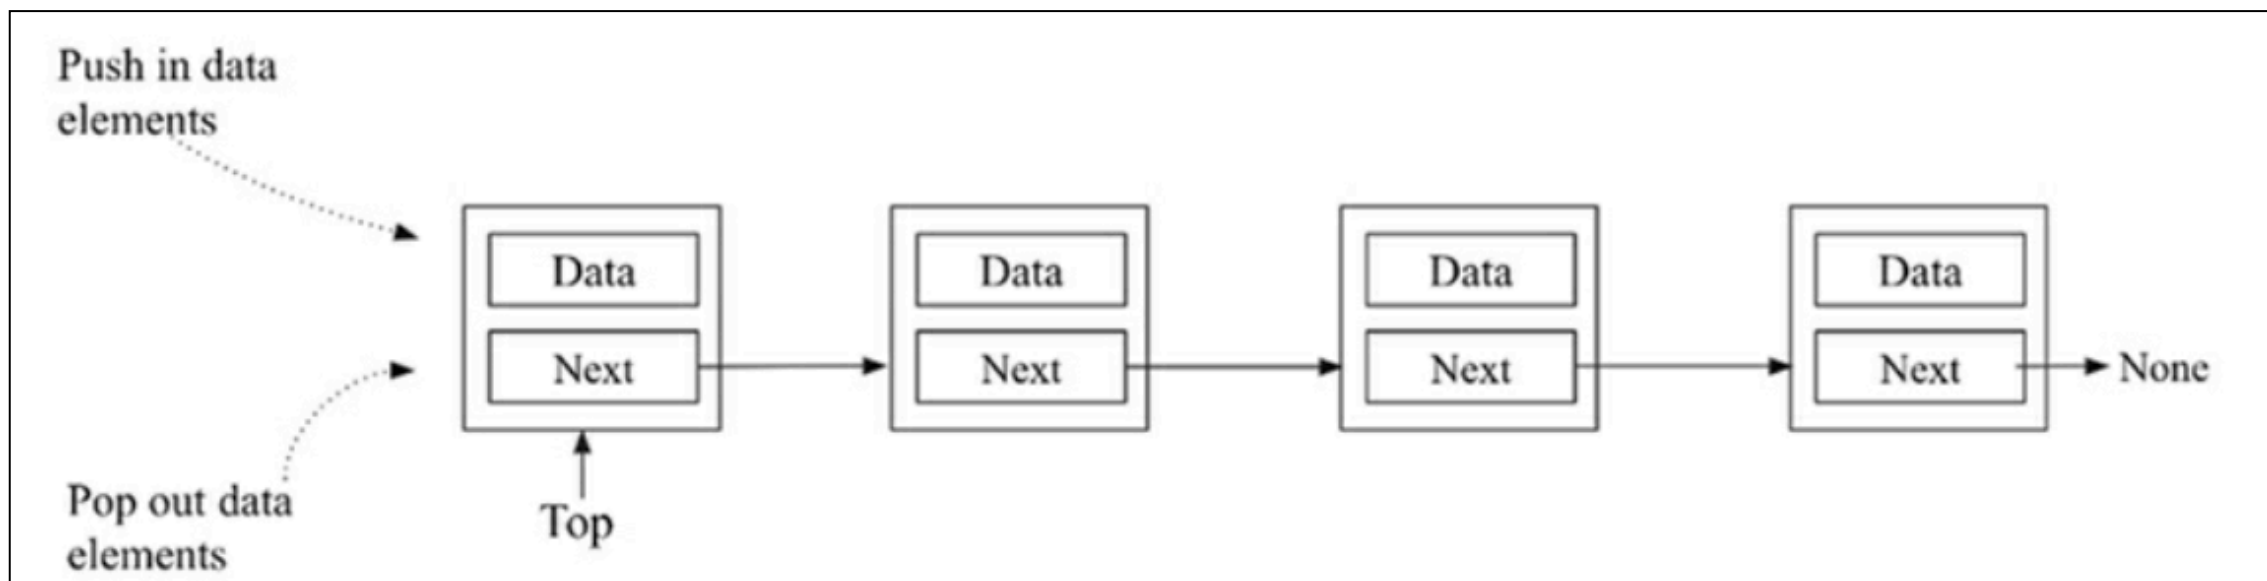 Push in data
elements
Data
Data
Data
Data
Next
Next
Next
Next
None
Pop out data
elements
Top